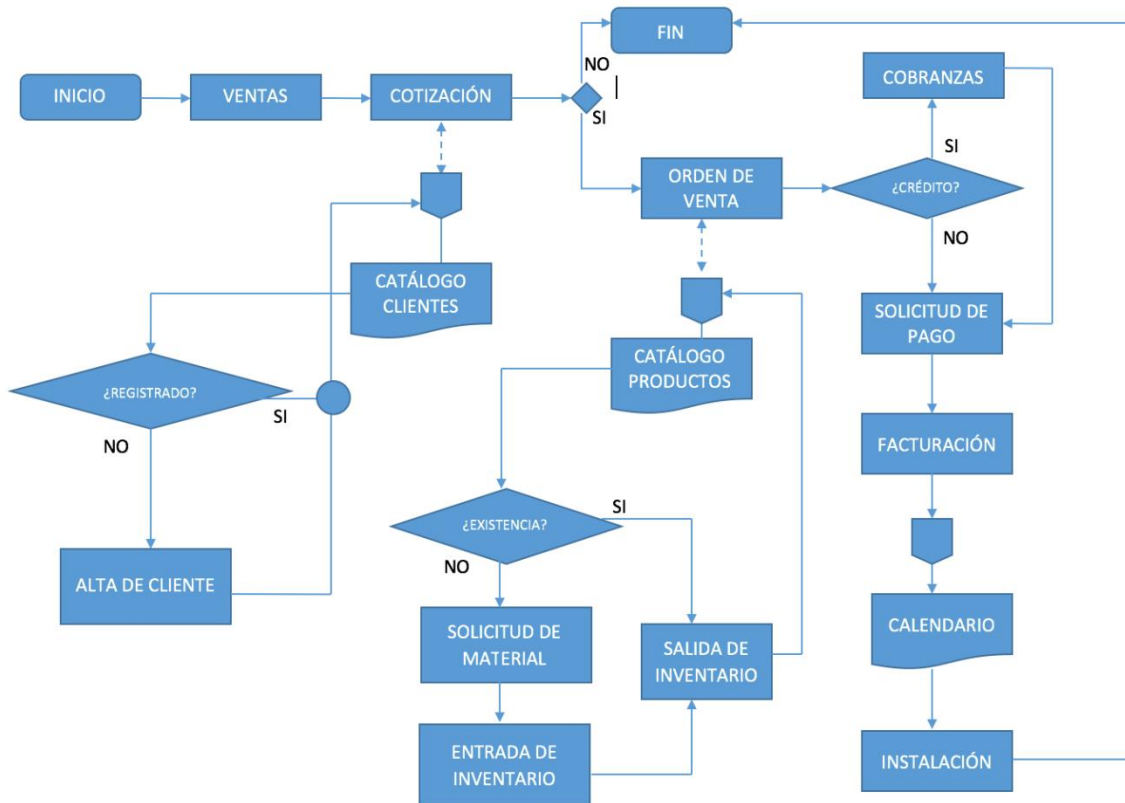 FIN
NO
COBRANZAS
INICIO
VENTAS
COTIZACIÓN
SI
SI
ORDEN DE
VENTA
¿CRÉDITO?
NO
CATÁLOGO
CLIENTES
SOLICITUD DE
PAGO
CATÁLOGO
PRODUCTOS
¿REGISTRADO?
SI
NO
FACTURACIÓN
SI
¿EXISTENCIA?
NO
ALTA DE CLIENTE
SOLICITUD DE
MATERIAL
SALIDA DE
INVENTARIO
CALENDARIO
ENTRADA DE
INVENTARIO
INSTALACIÓN